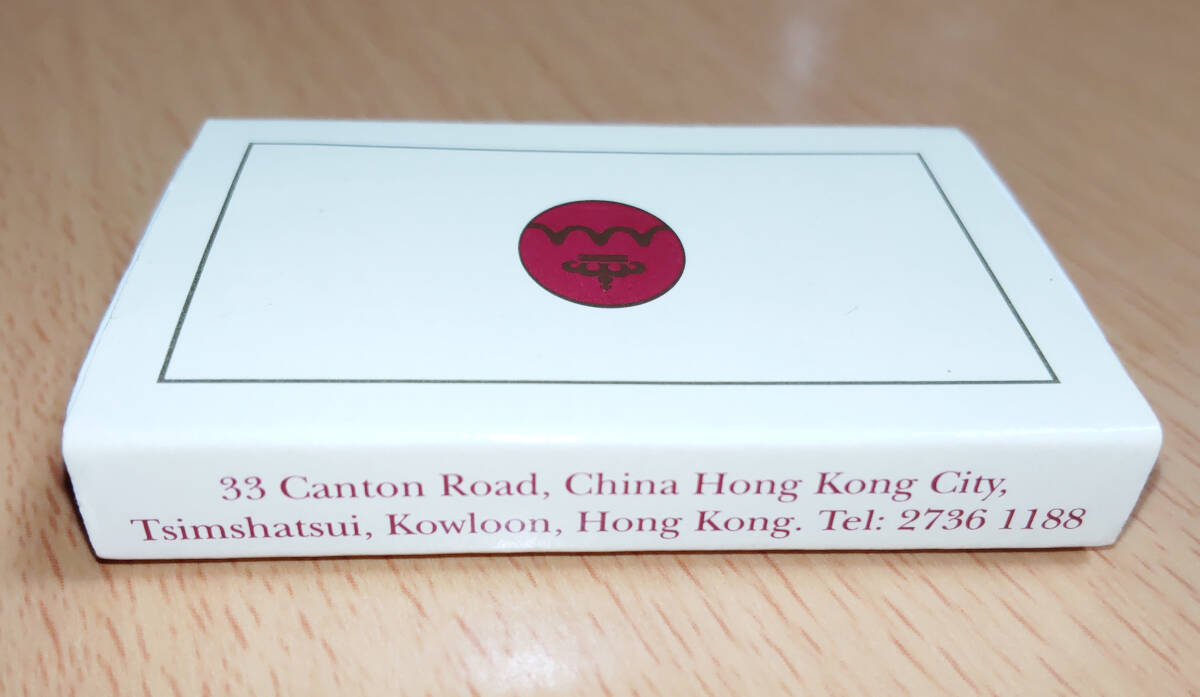 33 Canton Road, China Hong Kong City,
Tsimshatsui, Kowloon, Hong Kong. Tel: 2736 1188